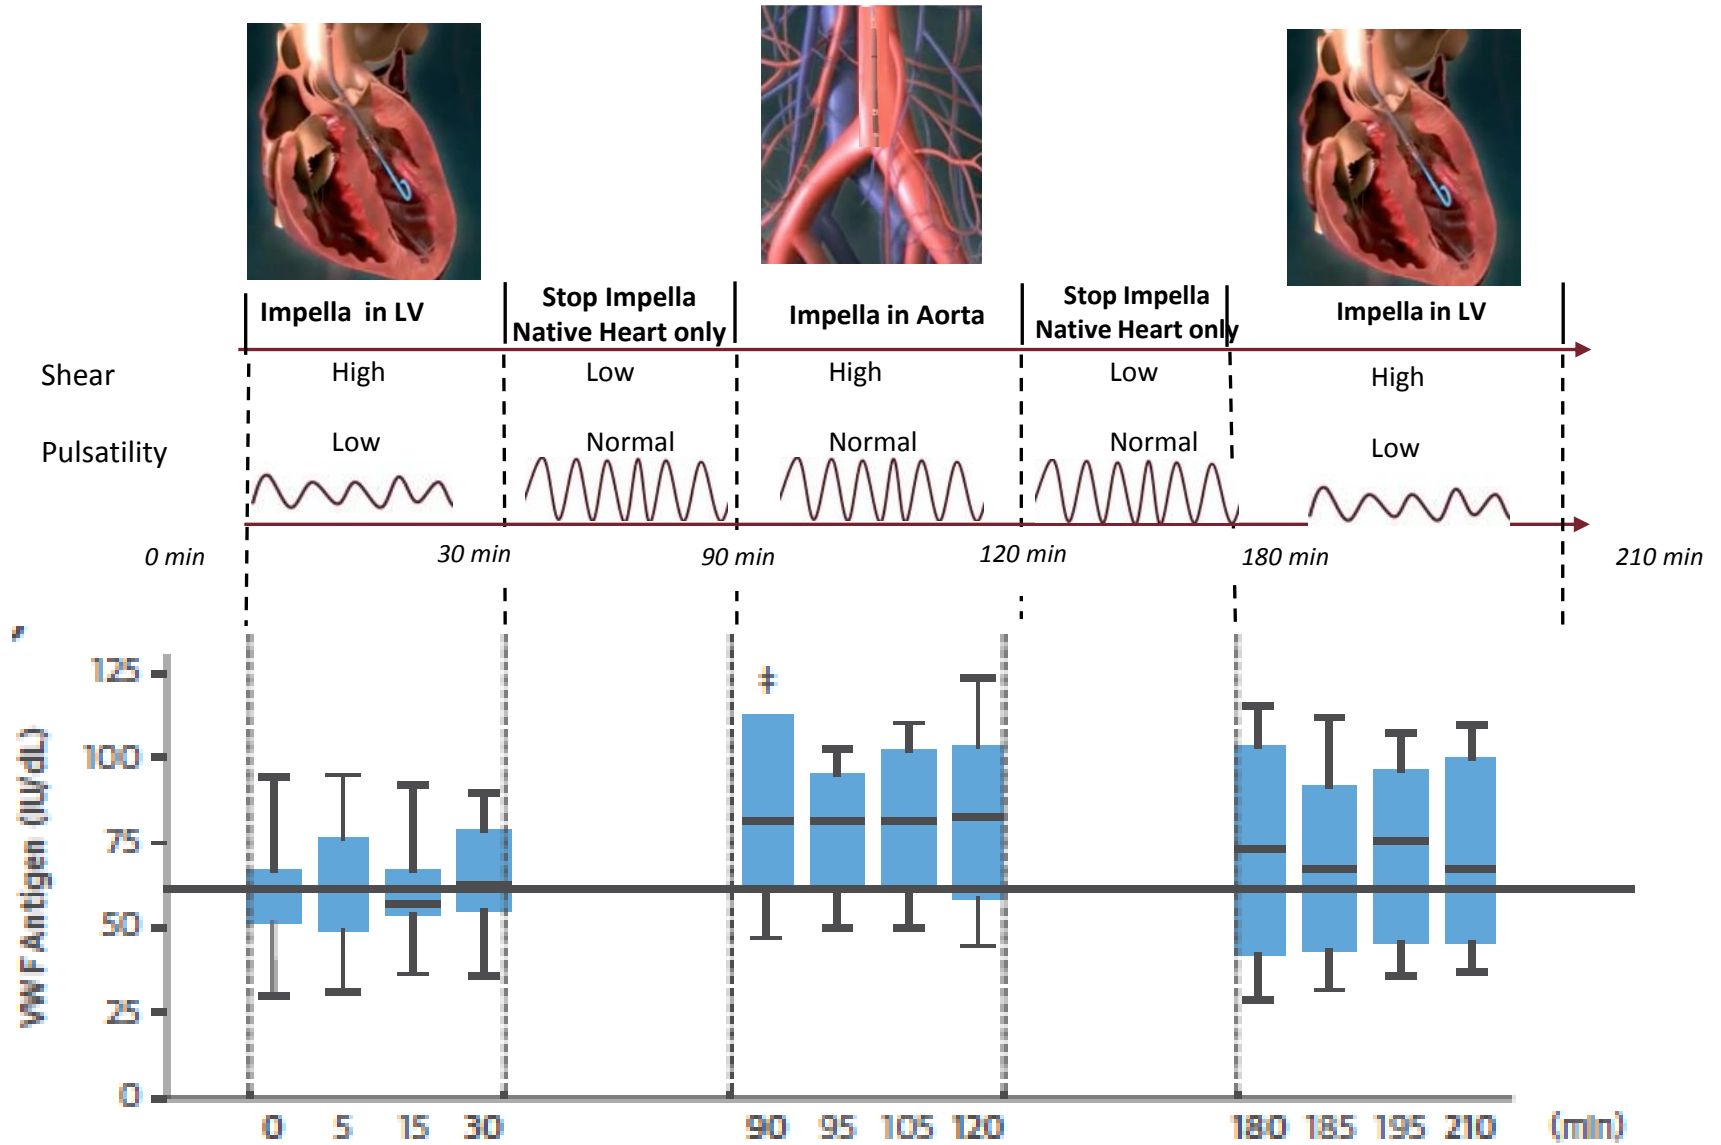 Impella in LV
Stop Impella
Native Heart only
Impella in Aorta
Stop Impella
Native Heart only
Impella in LV
Shear
High
Low
High
Low
High
Pulsatility
Low
Normal
Normal
Normal
Low
0 min
30 min
90 min
120 min
180 min
210 min
VWF Antigen (IU/dL)
125
100
75
50
25
0
‡
0 5 15 30 90 95 105 120 180 185 195 210 (min)